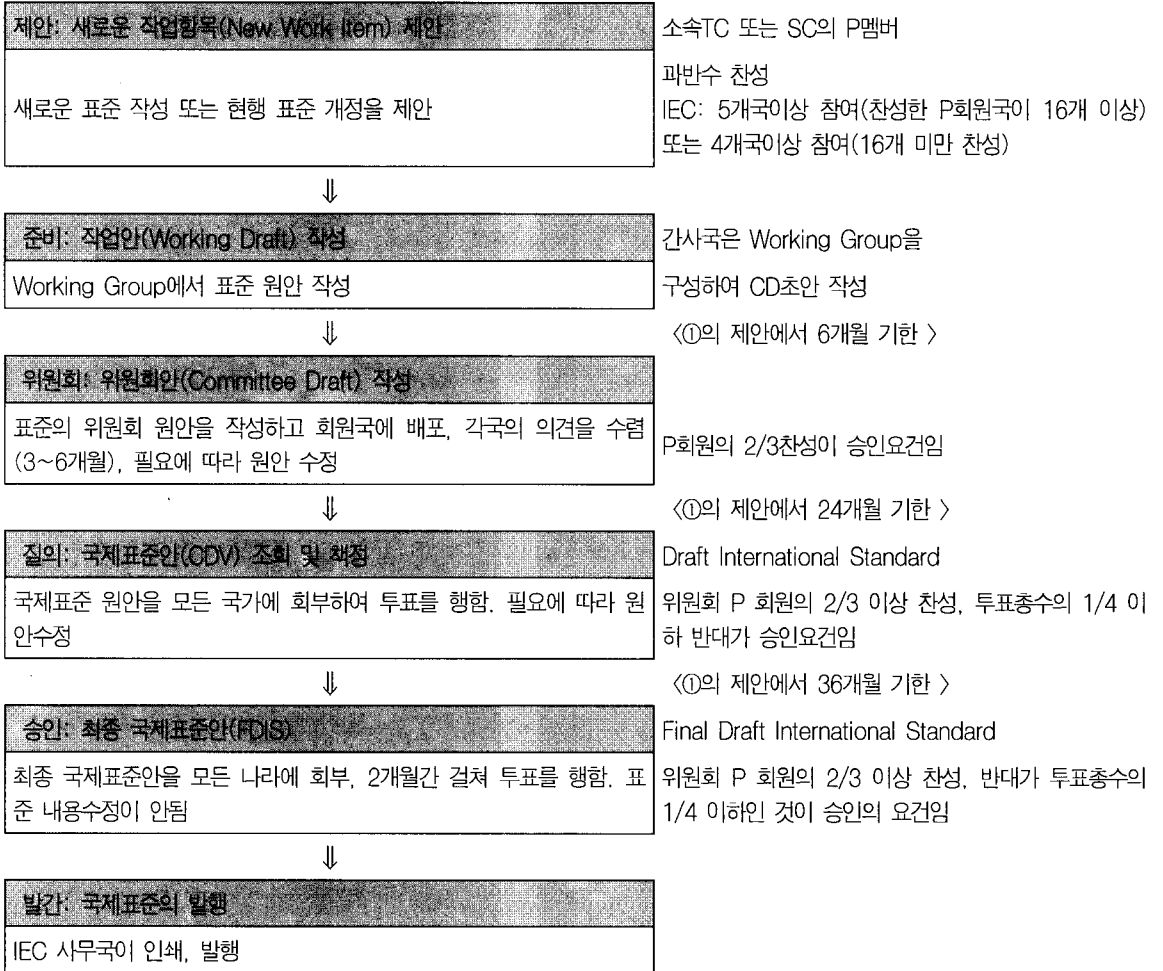 제안: 새로운 작업항목(New Work Item) 제안
소속TC 또는 SC의 P멤버
새로운 표준 작성 또는 현행 표준 개정을 제안
과반수 찬성
IEC: 5개국이상 참여(찬성한 P회원국이 16개 이상)
또는 4개국이상 참여(16개 미만 찬성)
⇓
준비: 작업안(Working Draft) 작성
간사국은 Working Group을
Working Group에서 표준 원안 작성
구성하여 CD초안 작성
⇓
〈①의 제안에서 6개월 기한 〉
위원회: 위원회안(Committee Draft) 작성
표준의 위원회 원안을 작성하고 회원국에 배포, 각국의 의견을 수렴
(3~6개월), 필요에 따라 원안 수정
P회원의 2/3찬성이 승인요건임
⇓
〈①의 제안에서 24개월 기한 〉
질의: 국제표준안(CDV) 조회 및 책정
Draft International Standard
국제표준 원안을 모든 국가에 회부하여 투표를 행함. 필요에 따라 원
안수정
위원회 P 회원의 2/3 이상 찬성, 투표총수의 1/4 이
하 반대가 승인요건임
⇓
〈①의 제안에서 36개월 기한 〉
승인: 최종 국제표준안(FDIS)
Final Draft International Standard
최종 국제표준안을 모든 나라에 회부, 2개월간 걸쳐 투표를 행함. 표
준 내용수정이 안됨
위원회 P 회원의 2/3 이상 찬성, 반대가 투표총수의
1/4 이하인 것이 승인의 요건임
⇓
발간: 국제표준의 발행
IEC 사무국이 인쇄, 발행